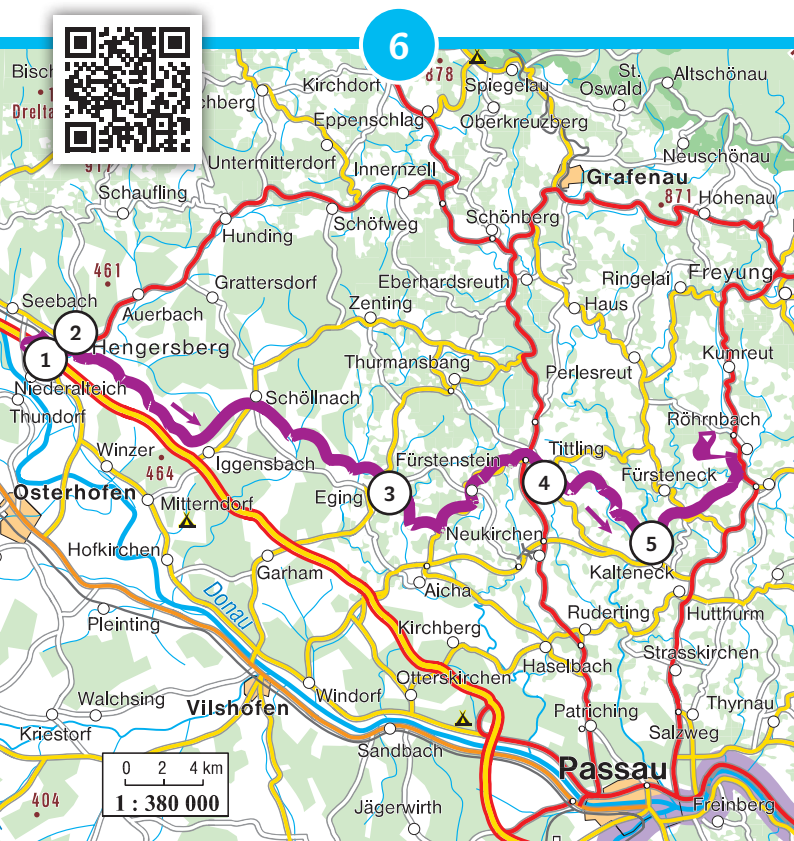 6
Kirchdorf
878
Spiegelau
St.
Oswald
Altschönau
Eppenschlag
Oberkreuzberg
Neuschönau
Untermitterdorf
Innernzell
Grafenau
917
Schaufling
Schöfweg
Schönberg
871
Hohenau
Hunding
461
Grattersdorf
Eberhardsreuth
Ringelai
Freyung
Seebach
Auerbach
Zenting
Haus
2
Hengersberg
1
Thurmansbang
Kumreut
Perlesreut
Niederalteich
Thundorf
Schöllnach
Röhrnbach
Winzer
464
Iggensbach
Fürstenstein
Tittling
Fürsteneck
Osterhofen
Mitterndorf
Eging
3
4
Hofkirchen
Neukirchen
5
Garham
Kalteneck
Aicha
Donau
Pleinting
Kirchberg
Ruderting
Hutthurm
Haselbach
Strasskirchen
Walchsing
Vilshofen
Windorf
Otterskirchen
Patriching
Thyrnau
Kriestorf
Sandbach
Salzweg
0 2 4 km
1 : 380 000
Passau
404
Jägerwirth
Freinberg